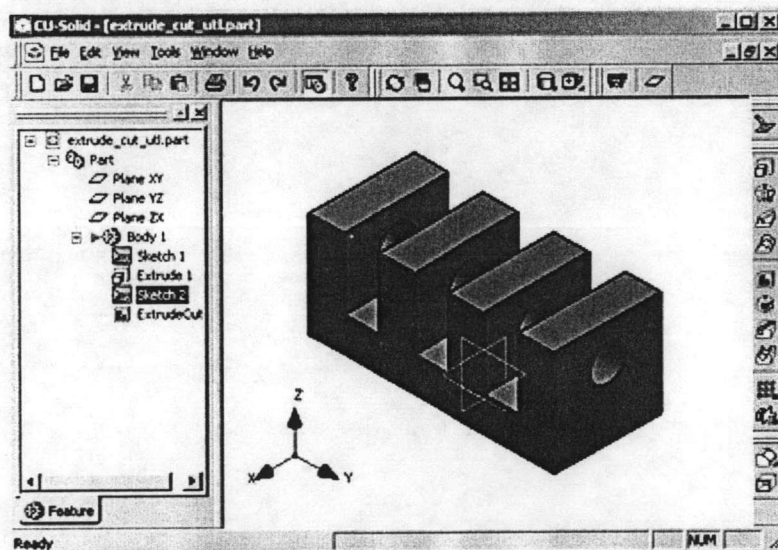 CU-Solid - [extrude_cut_utl.part]
File Edit View Tools Window Help
extrude_cut_utl.part
Part
Plane XY
Plane YZ
Plane ZX
Body 1
Sketch 1
Extrude 1
Sketch 2
ExtrudeCut
Z
X
Y
Feature
Ready
NUM